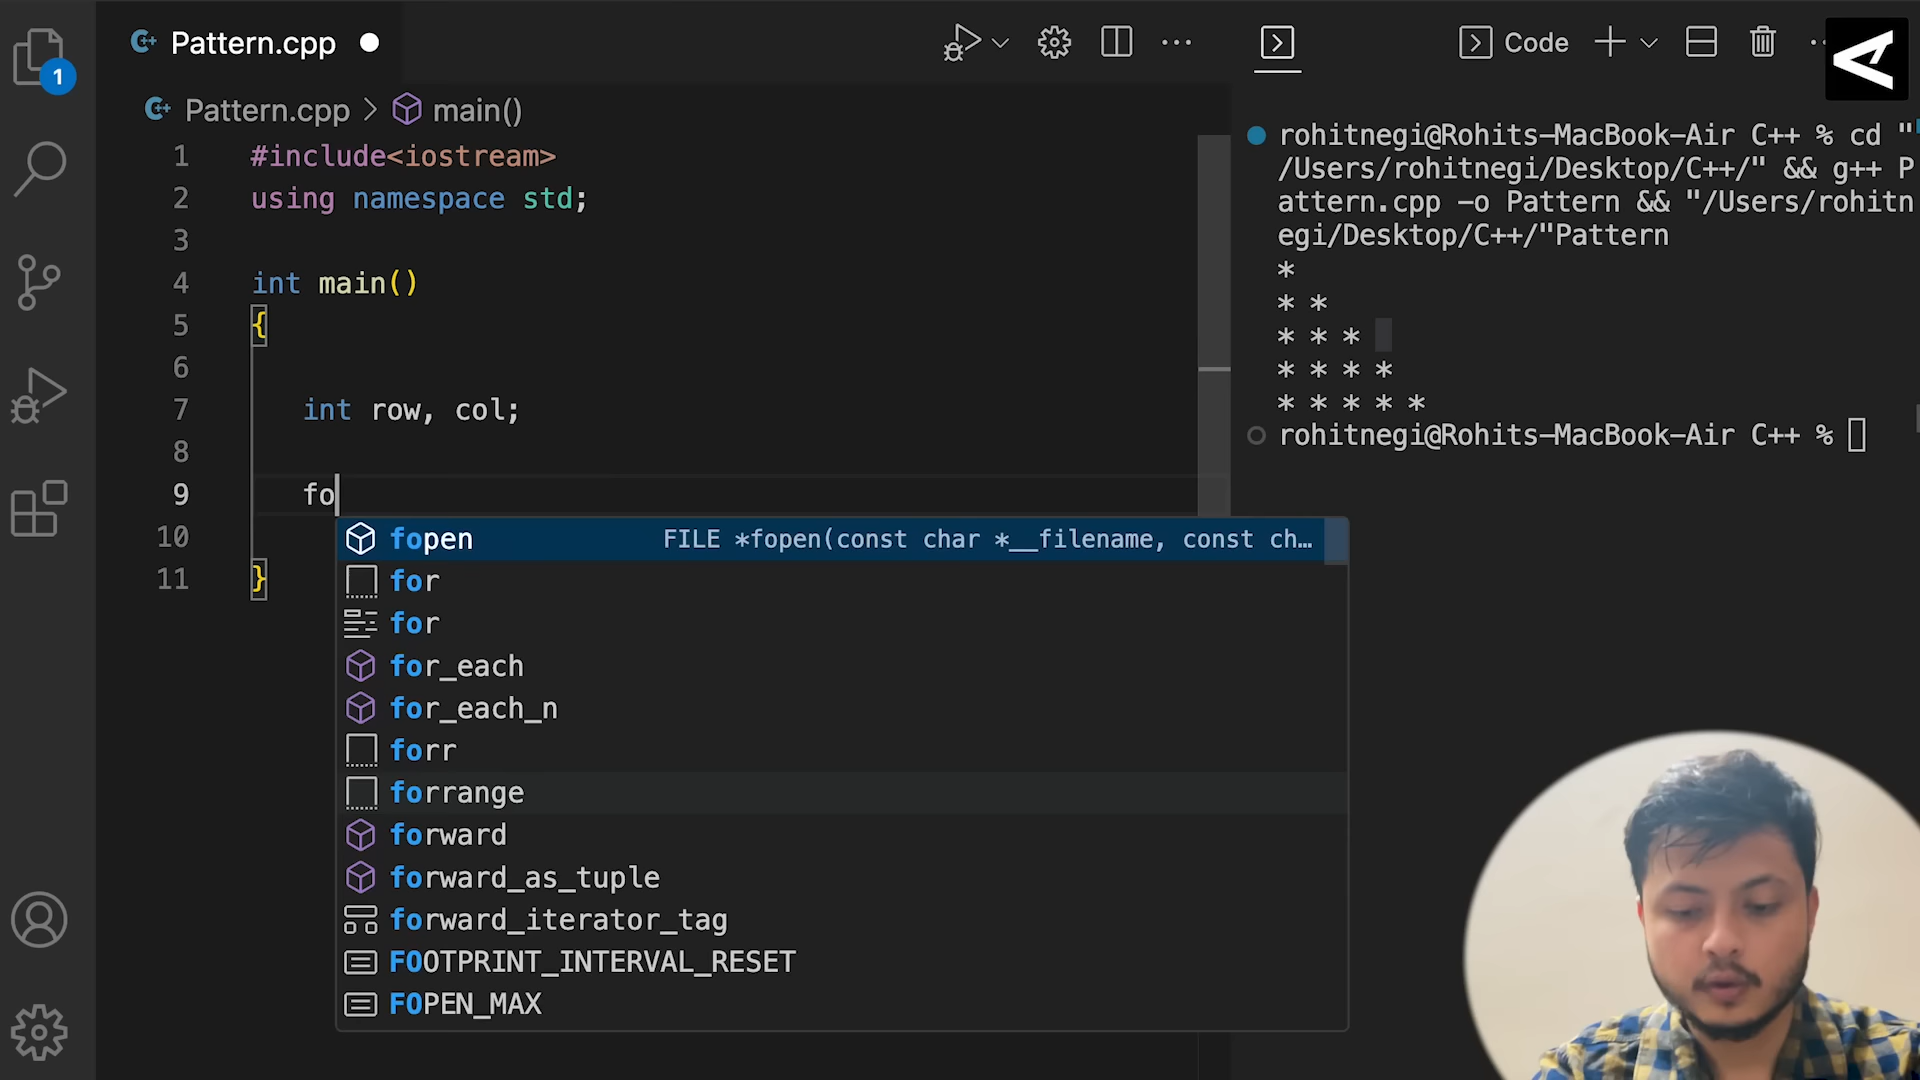 1
Pattern.cpp
Code
Pattern.cpp > main()
1 #include<iostream>
2 using namespace std;
3
4 int main()
5 {
6
7 int row, col;
8
9 fo
10
11 }
fopen FILE *fopen(const char *__filename, const ch…
for
for
for_each
for_each_n
forr
forrange
forward
forward_as_tuple
forward_iterator_tag
FOOTPRINT_INTERVAL_RESET
FOPEN_MAX
rohitnegi@Rohits-MacBook-Air C++ % cd "
/Users/rohitnegi/Desktop/C++/" && g++ P
attern.cpp -o Pattern && "/Users/rohitn
egi/Desktop/C++/"Pattern
*
* *
* * *
* * * *
* * * * *
rohitnegi@Rohits-MacBook-Air C++ %